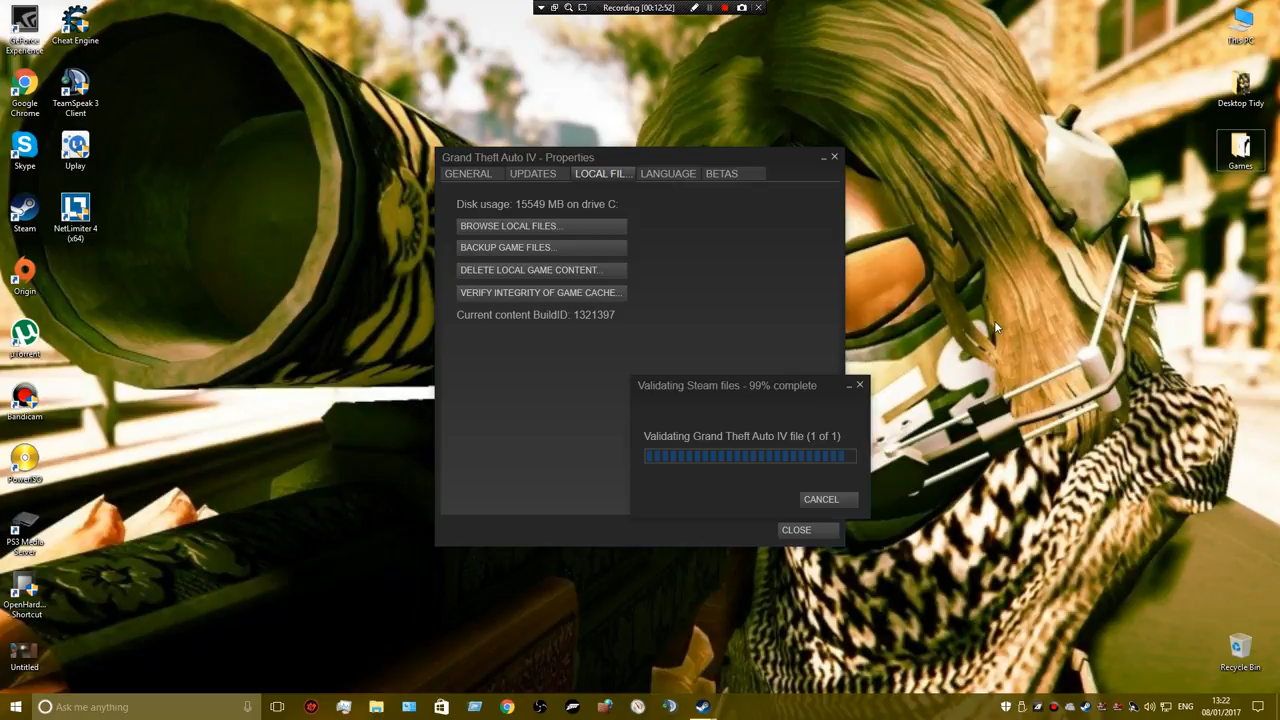 Recording [00:12:52]
GeForce
Experience
Cheat Engine
Google
Chrome
TeamSpeak 3
Client
Skype
Uplay
Steam
NetLimiter 4
(x64)
Origin
µTorrent
Bandicam
PowerISO
PS3 Media
Server
OpenHard...
Shortcut
Untitled
This PC
Desktop Tidy
Games
Recycle Bin
Grand Theft Auto IV - Properties
GENERAL UPDATES LOCAL FIL... LANGUAGE BETAS
Disk usage: 15549 MB on drive C:
BROWSE LOCAL FILES...
BACKUP GAME FILES...
DELETE LOCAL GAME CONTENT...
VERIFY INTEGRITY OF GAME CACHE...
Current content BuildID: 1321397
Validating Steam files - 99% complete
Validating Grand Theft Auto IV file (1 of 1)
CANCEL
CLOSE
Ask me anything
ENG
13:22
08/01/2017